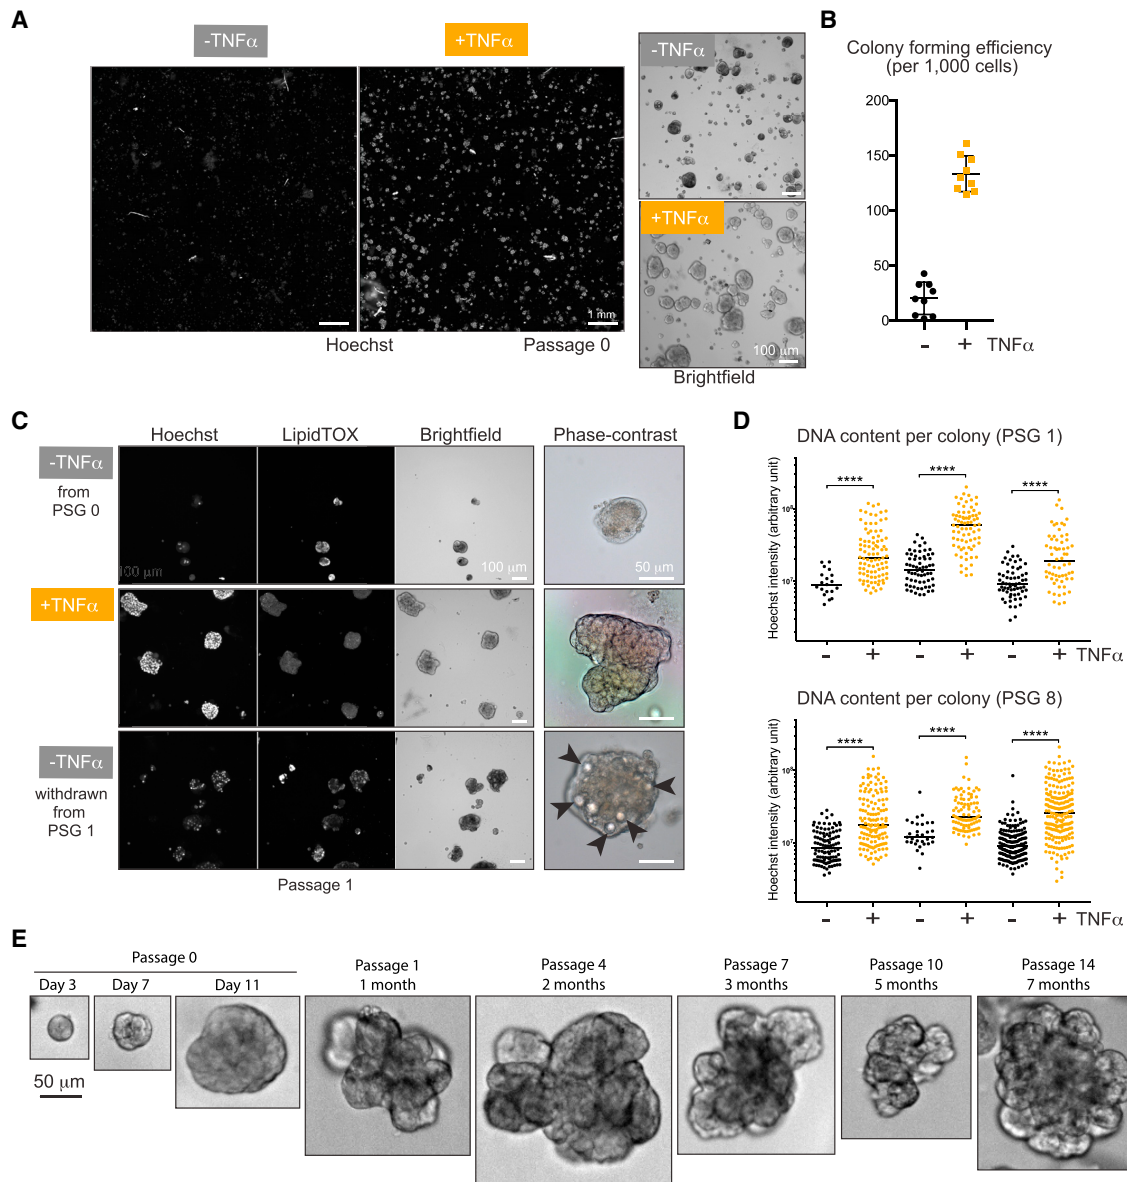 A
-TNFα
+TNFα
1 mm
Hoechst
Passage 0
-TNFα
+TNFα
100 μm
Brightfield
B
Colony forming efficiency
(per 1,000 cells)
200
150
100
50
0
- + TNFα
C
Hoechst LipidTOX Brightfield Phase-contrast
-TNFα
from
PSG 0
100 μm
100 μm
50 μm
+TNFα
-TNFα
withdrawn
from
PSG 1
Passage 1
D
DNA content per colony (PSG 1)
Hoechst intensity (arbitrary unit)
10⁸
10⁷
**** **** ****
- + - + - + TNFα
DNA content per colony (PSG 8)
Hoechst intensity (arbitrary unit)
10⁸
10⁷
**** **** ****
- + - + - + TNFα
E
Passage 0
Day 3 Day 7 Day 11
Passage 1
1 month
Passage 4
2 months
Passage 7
3 months
Passage 10
5 months
Passage 14
7 months
50 μm